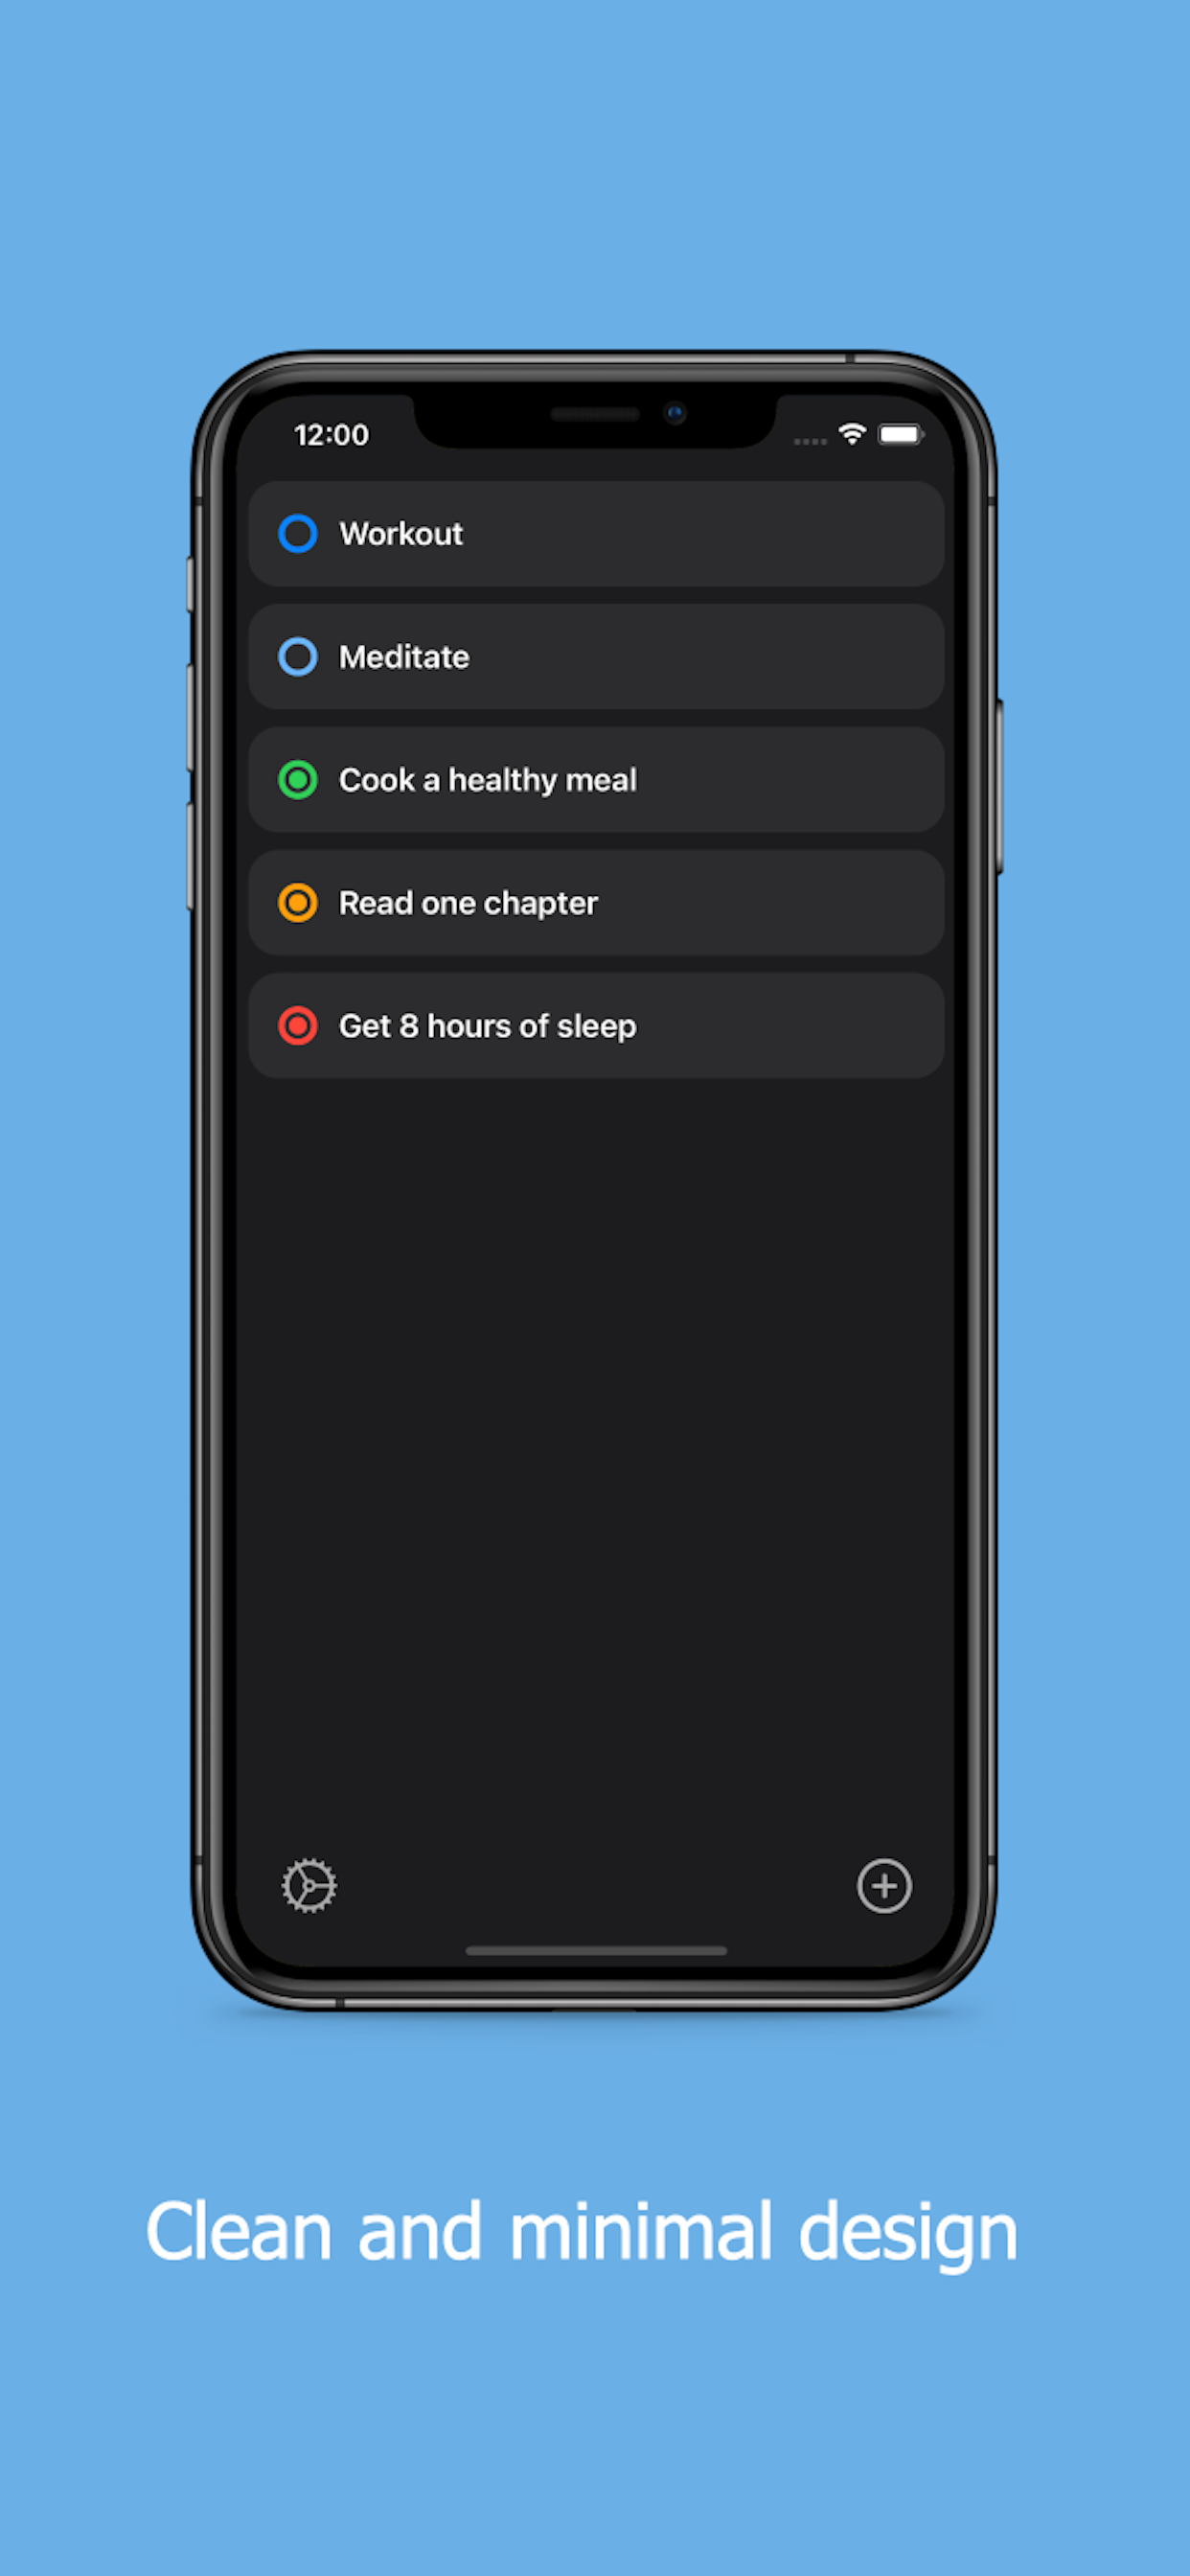 12:00
Workout
Meditate
Cook a healthy meal
Read one chapter
Get 8 hours of sleep
Clean and minimal design